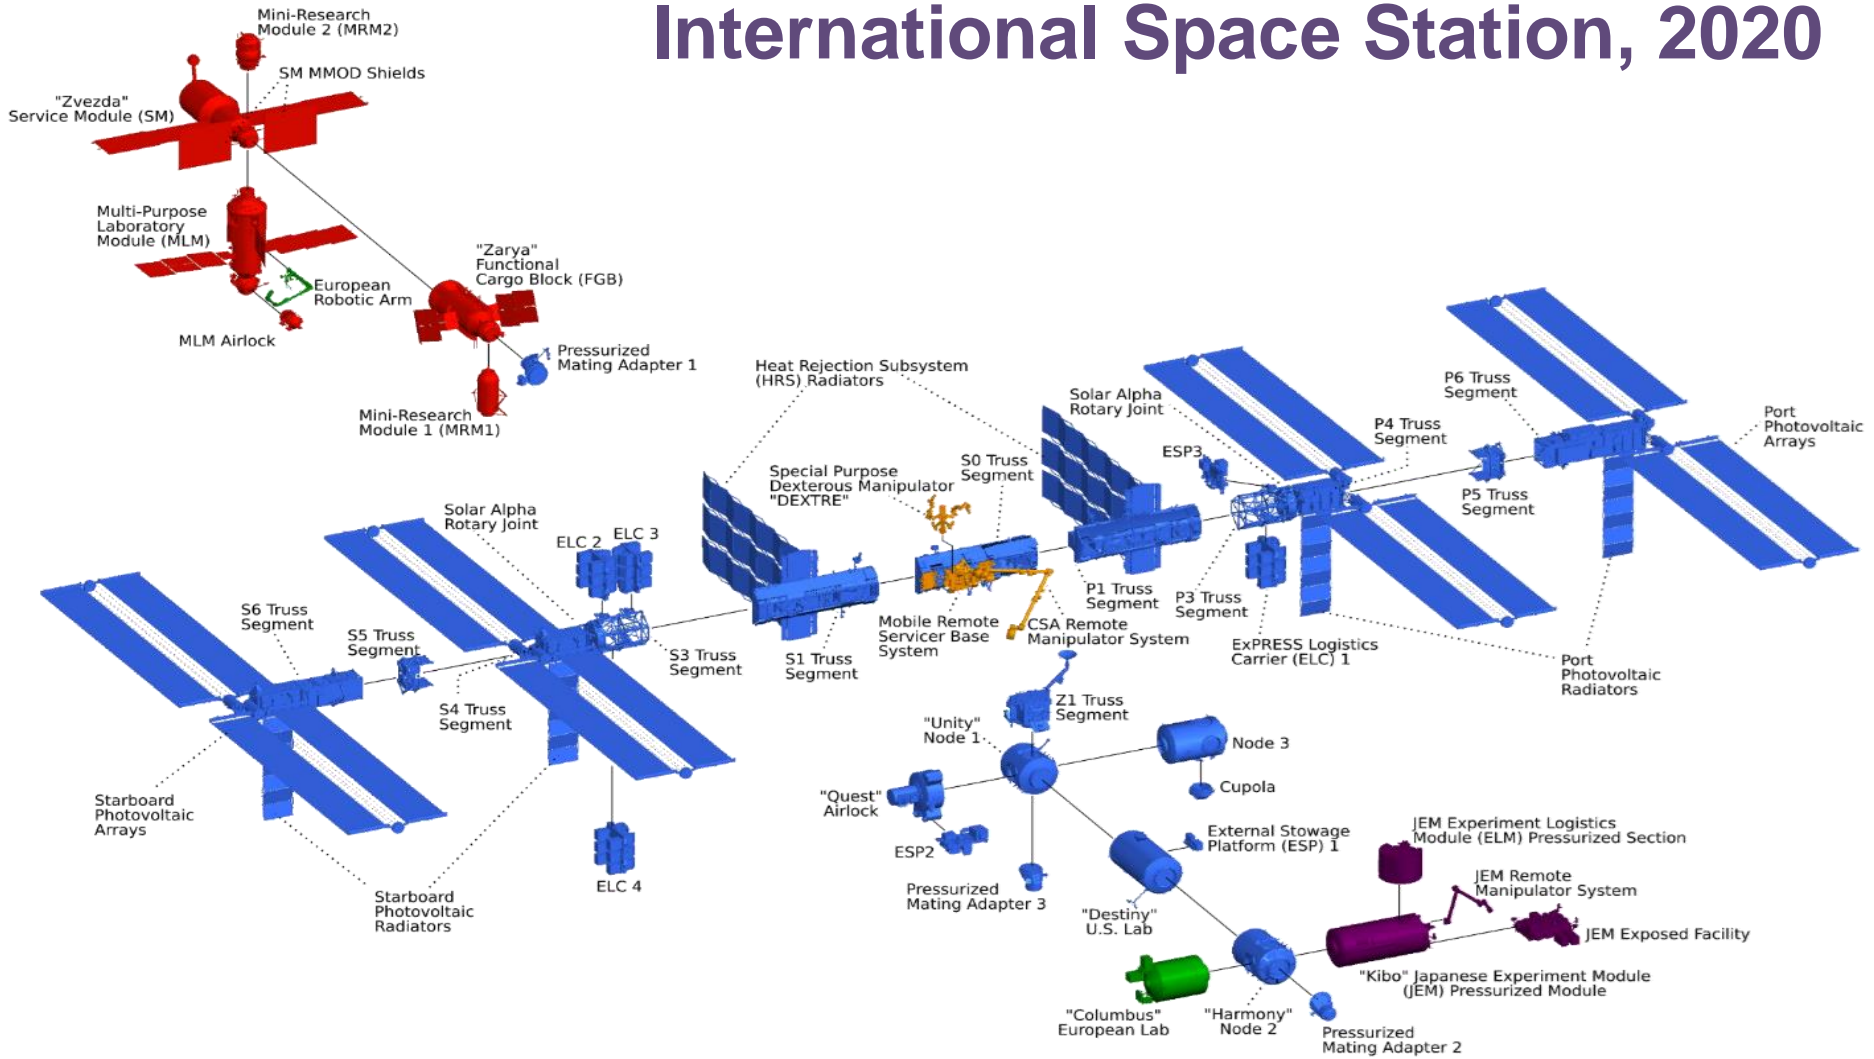 International Space Station, 2020
Mini-Research
Module 2 (MRM2)
SM MMOD Shields
"Zvezda"
Service Module (SM)
Multi-Purpose
Laboratory
Module (MLM)
European
Robotic Arm
MLM Airlock
"Zarya"
Functional
Cargo Block (FGB)
Pressurized
Mating Adapter 1
Mini-Research
Module 1 (MRM1)
Heat Rejection Subsystem
(HRS) Radiators
Solar Alpha
Rotary Joint
P6 Truss
Segment
Port
Photovoltaic
Arrays
P4 Truss
Segment
ESP3
S0 Truss
Segment
Special Purpose
Dexterous Manipulator
"DEXTRE"
P5 Truss
Segment
Solar Alpha
Rotary Joint
ELC 2
ELC 3
P1 Truss
Segment
P3 Truss
Segment
S6 Truss
Segment
S5 Truss
Segment
Mobile Remote
Servicer Base
System
CSA Remote
Manipulator System
ExPRESS Logistics
Carrier (ELC) 1
S3 Truss
Segment
S1 Truss
Segment
Port
Photovoltaic
Radiators
S4 Truss
Segment
Z1 Truss
Segment
"Unity"
Node 1
Node 3
Cupola
"Quest"
Airlock
Starboard
Photovoltaic
Arrays
ESP2
External Stowage
Platform (ESP) 1
JEM Experiment Logistics
Module (ELM) Pressurized Section
ELC 4
Starboard
Photovoltaic
Radiators
Pressurized
Mating Adapter 3
JEM Remote
Manipulator System
"Destiny"
U.S. Lab
JEM Exposed Facility
"Kibo" Japanese Experiment Module
(JEM) Pressurized Module
"Columbus"
European Lab
"Harmony"
Node 2
Pressurized
Mating Adapter 2